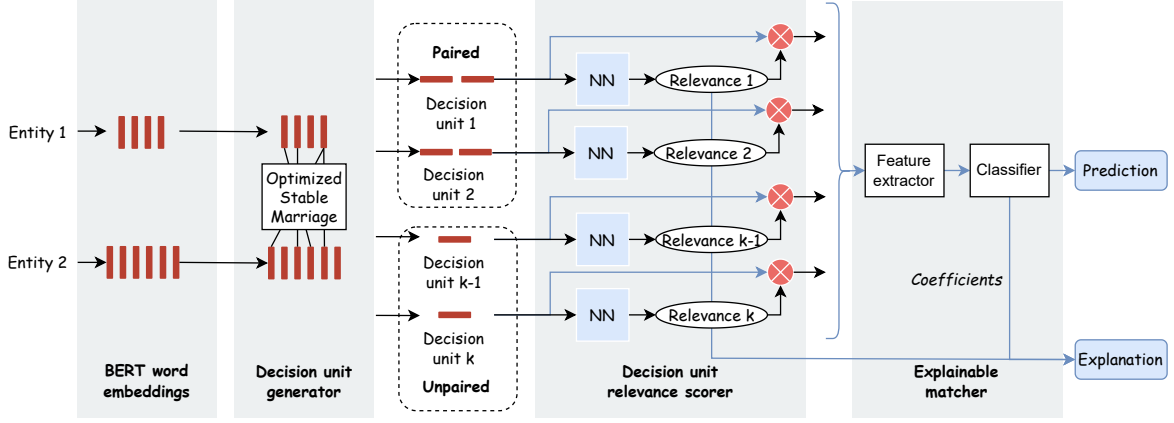 Entity 1
Entity 2
BERT word
embeddings
Optimized
Stable
Marriage
Decision unit
generator
Paired
Decision
unit 1
Decision
unit 2
Decision
unit k-1
Decision
unit k
Unpaired
NN
Relevance 1
NN
Relevance 2
NN
Relevance k-1
NN
Relevance k
Decision unit
relevance scorer
Feature
extractor
Classifier
Coefficients
Explainable
matcher
Prediction
Explanation